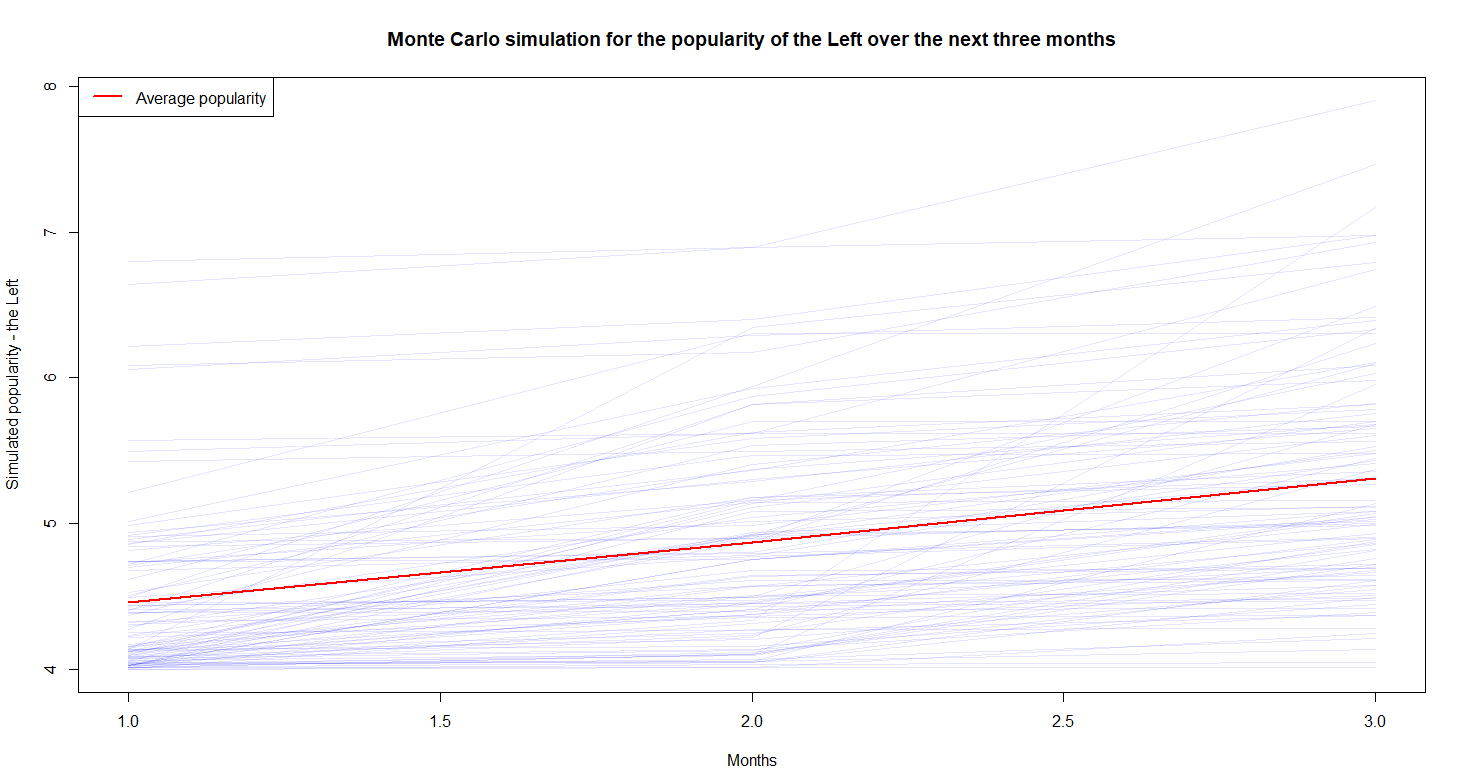 Monte Carlo simulation for the popularity of the Left over the next three months
Average popularity
8
7
6
5
4
Simulated popularity - the Left
1.0 1.5 2.0 2.5 3.0
Months